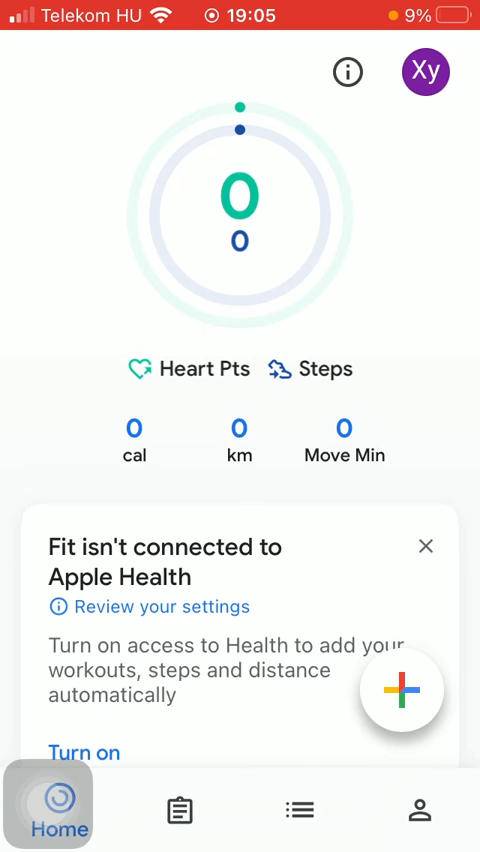 Telekom HU 19:05 9%
Xy
0
0
Heart Pts Steps
0 0 0
cal km Move Min
Fit isn't connected to
Apple Health
Review your settings
Turn on access to Health to add your
workouts, steps and distance
automatically
Turn on
Home